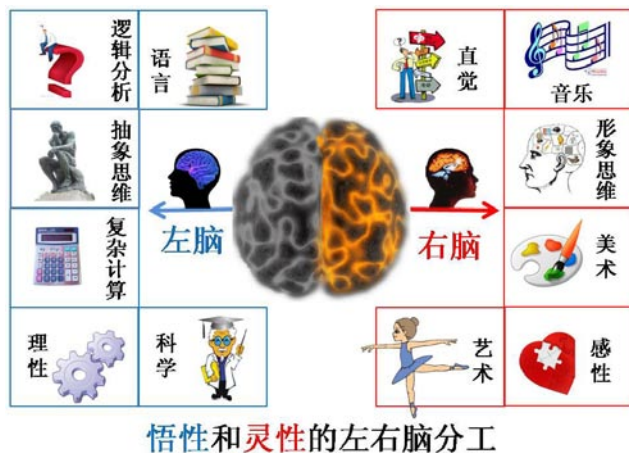 逻辑分析
语言
抽象思维
复杂计算
理性
科学
左脑
右脑
直觉
音乐
形象思维
美术
艺术
感性
悟性和灵性的左右脑分工